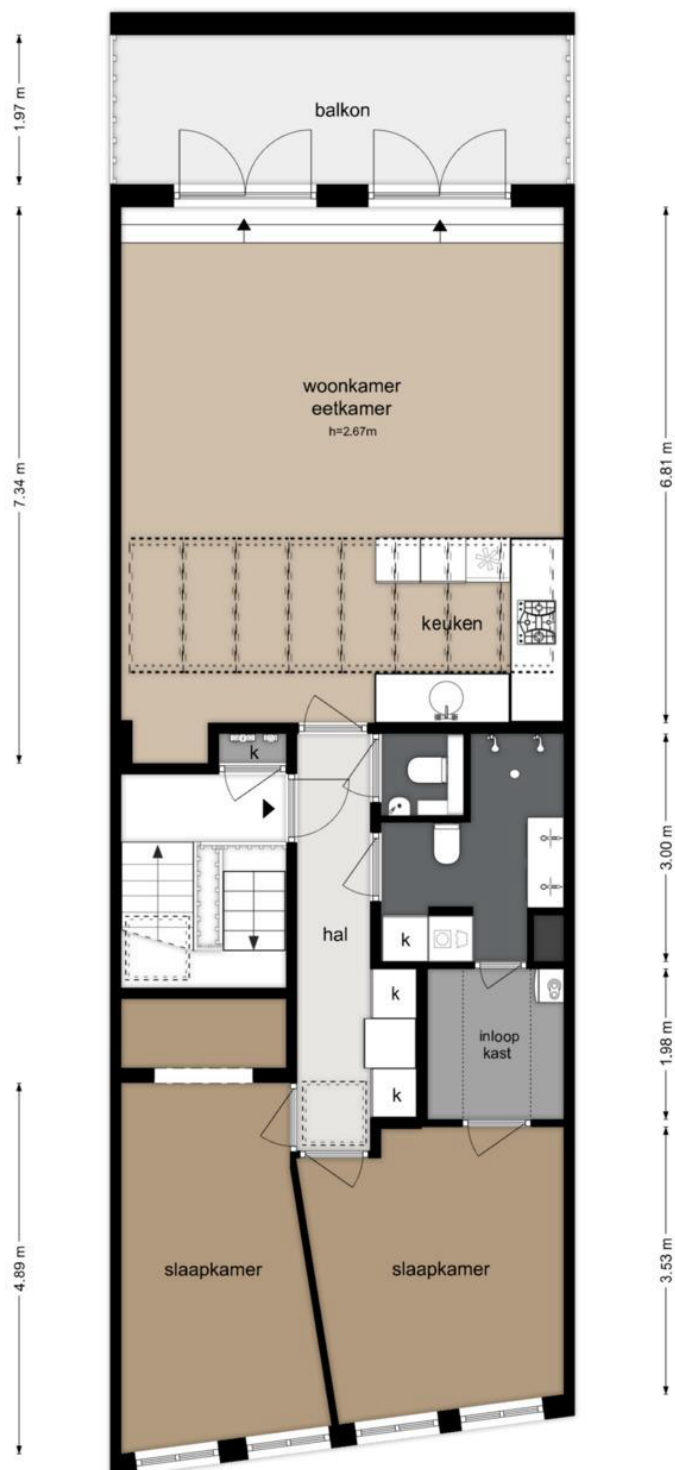 balkon
1.97 m
woonkamer
eetkamer
h=2.67m
7.34 m
6.81 m
keuken
k
3.00 m
hal
k
k
inloop
kast
1.98 m
k
slaapkamer
slaapkamer
4.89 m
3.53 m